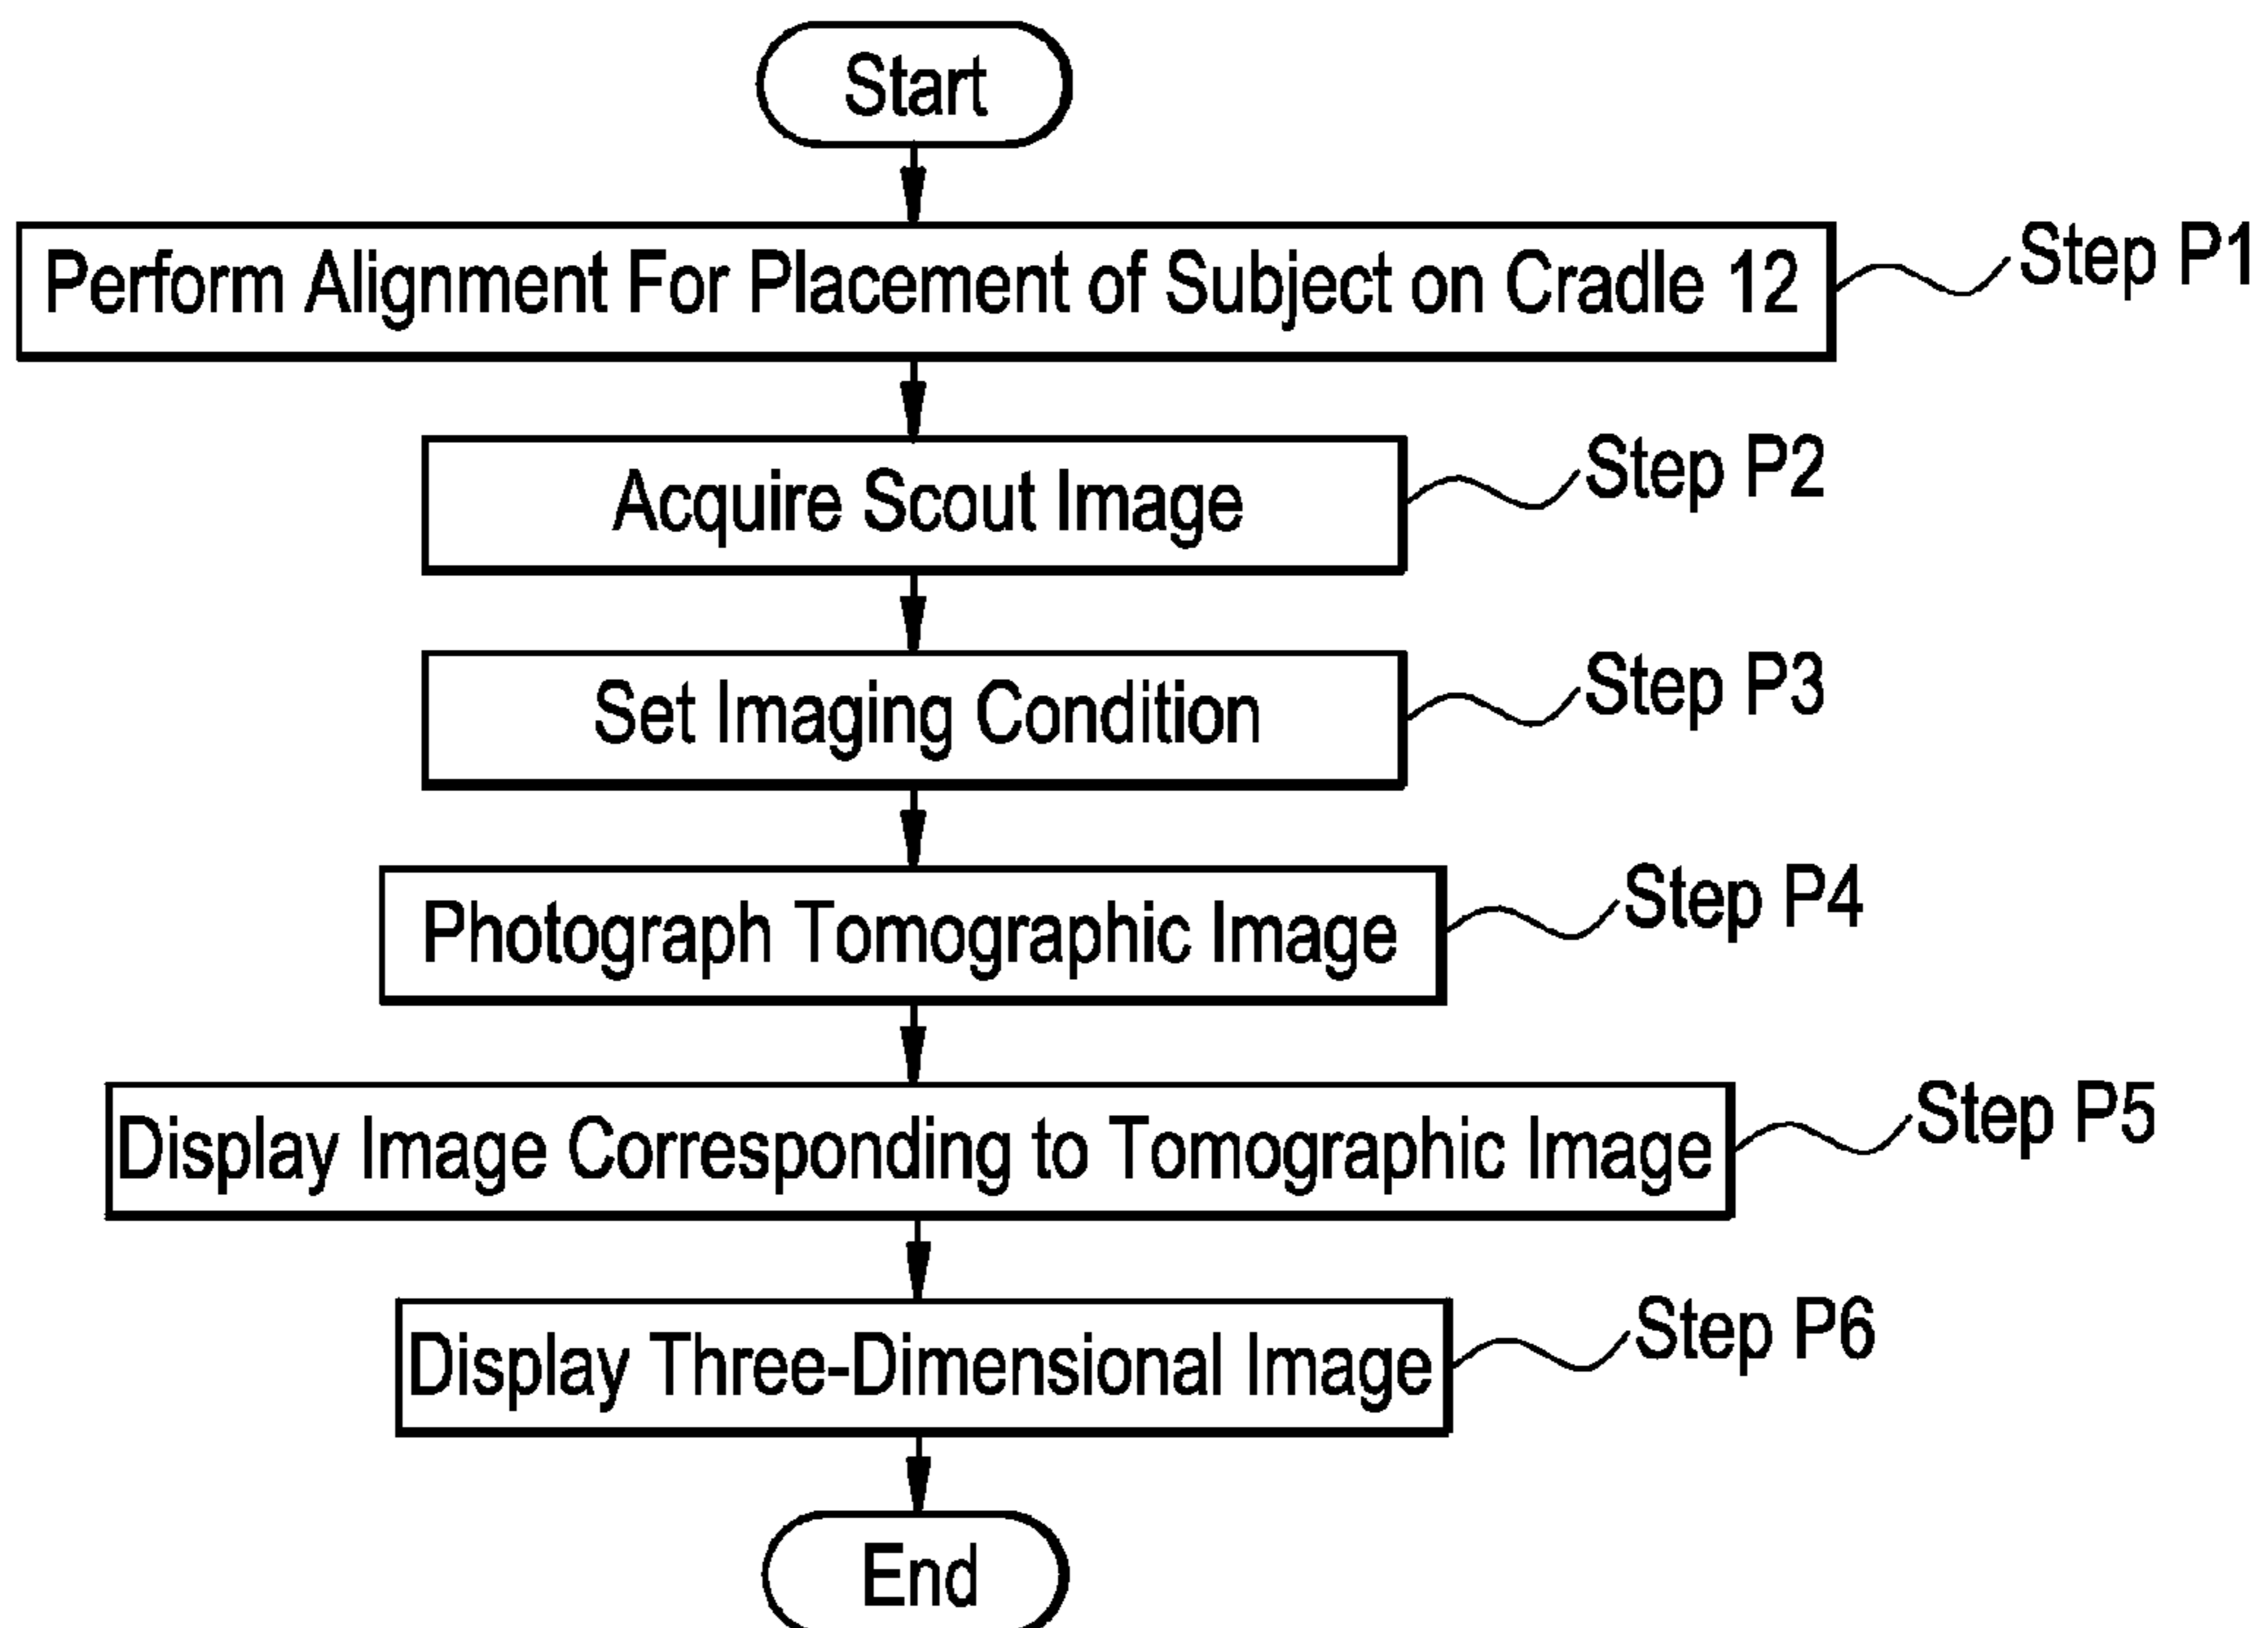 Start
Perform Alignment For Placement of Subject on Cradle 12
Step P1
Acquire Scout Image
Step P2
Set Imaging Condition
Step P3
Photograph Tomographic Image
Step P4
Display Image Corresponding to Tomographic Image
Step P5
Display Three-Dimensional Image
Step P6
End